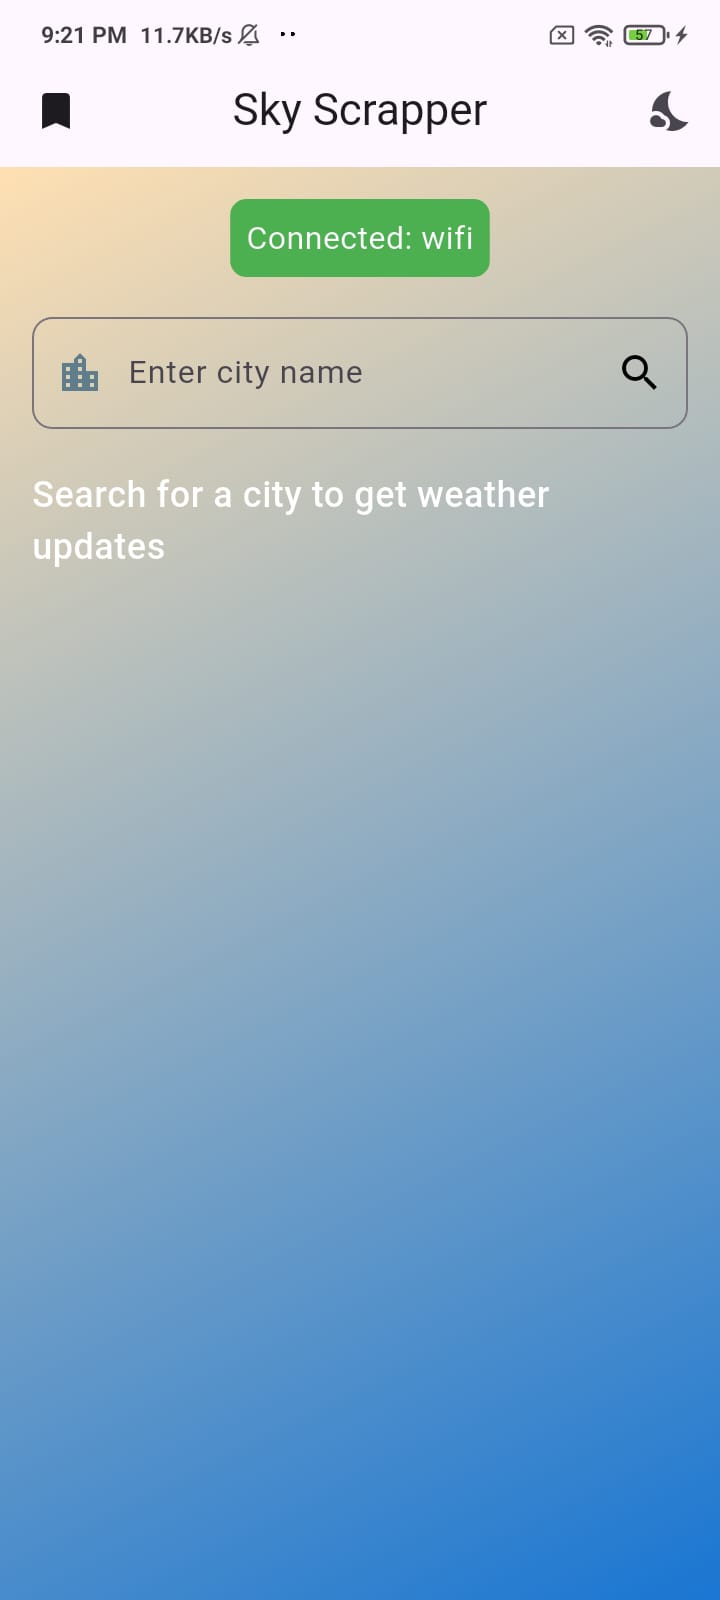 9:21 PM 11.7KB/s 57
Sky Scrapper
Connected: wifi
Enter city name
Search for a city to get weather
updates